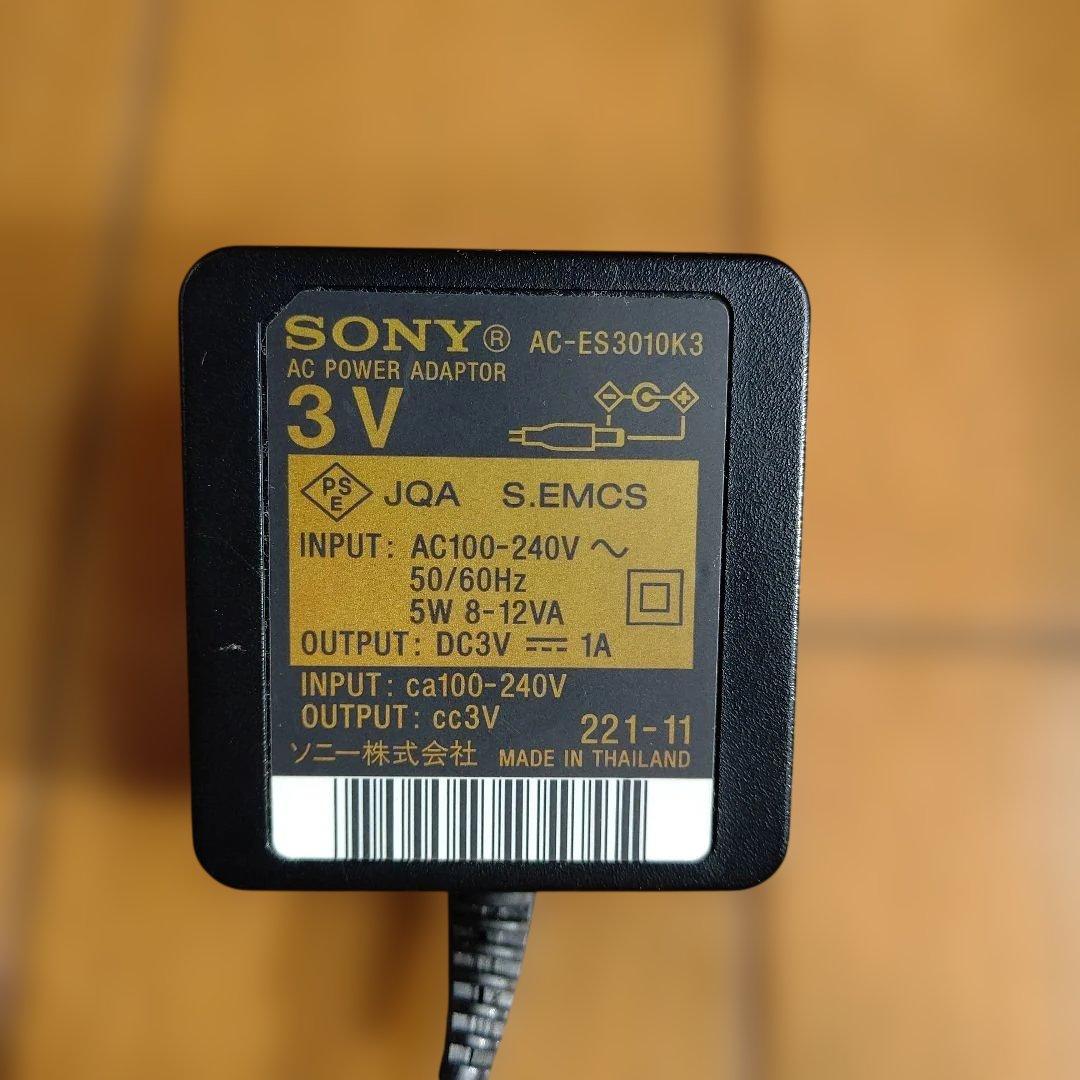 SONY® AC-ES3010K3
AC POWER ADAPTOR
3V
PSE JQA S.EMCS
INPUT: AC100-240V ~
50/60Hz
5W 8-12VA
OUTPUT: DC3V ⎓ 1A
INPUT: ca100-240V
OUTPUT: cc3V
221-11
ソニー株式会社 MADE IN THAILAND